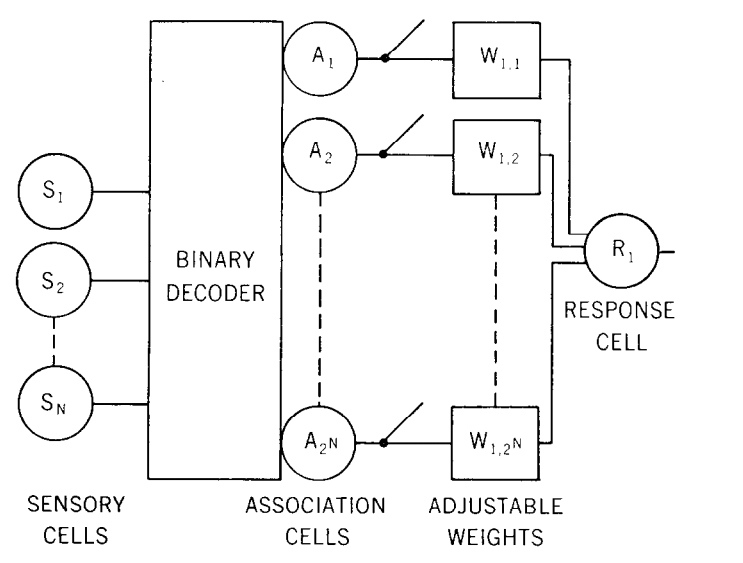 A₁
W₁,₁
A₂
W₁,₂
S₁
S₂
S_N
BINARY
DECODER
R₁
RESPONSE
CELL
A₂ᴺ
W₁,₂ᴺ
SENSORY
CELLS
ASSOCIATION
CELLS
ADJUSTABLE
WEIGHTS